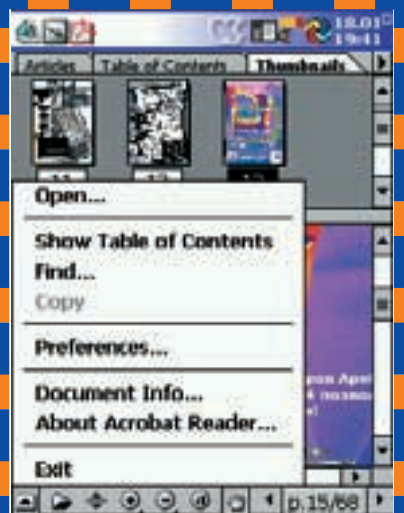 18.01
19:41
Articles Table of Contents Thumbnails
Open...
Show Table of Contents
Find...
Copy
Preferences...
Document Info...
About Acrobat Reader...
Exit
p.15/68